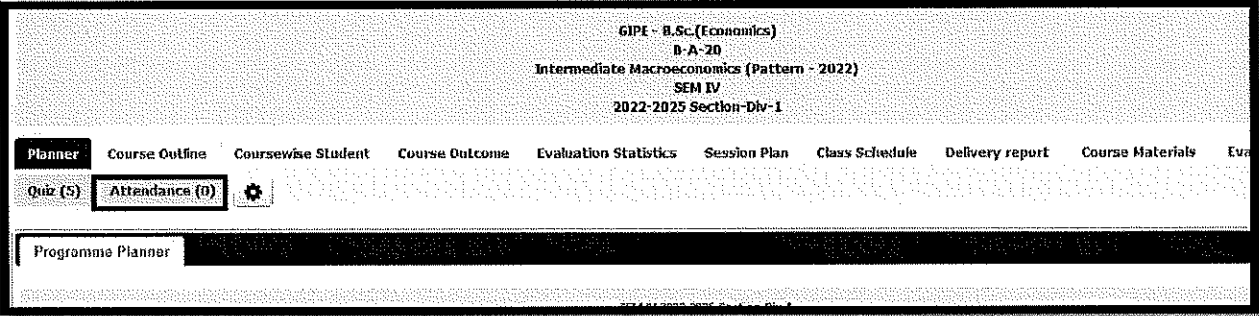 GIPE - B.Sc.(Economics)
B-A-20
Intermediate Macroeconomics (Pattern - 2022)
SEM IV
2022-2025 Section-Div-1
Planner Course Outline Coursewise Student Course Outcome Evaluation Statistics Session Plan Class Schedule Delivery report Course Materials Eva
Quiz (5) Attendance (0)
Programme Planner